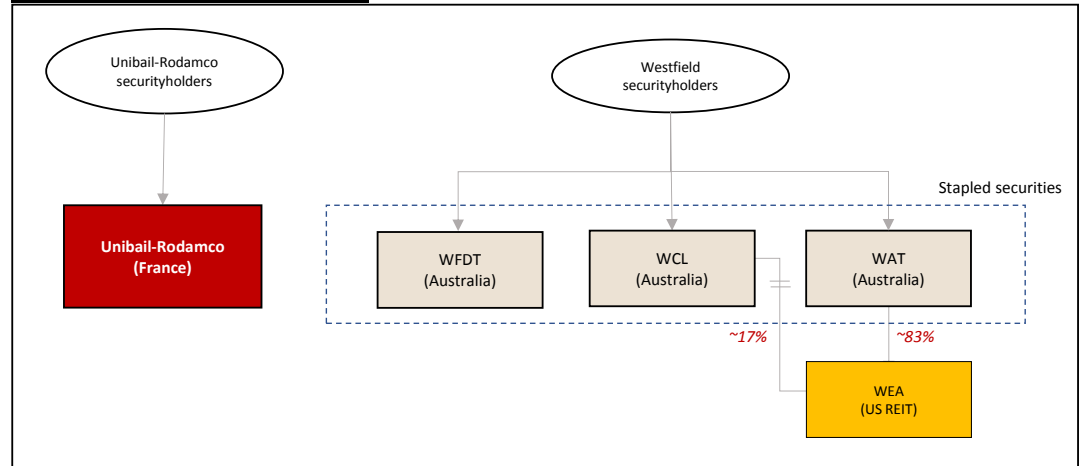 Unibail-Rodamco
securityholders
Westfield
securityholders
Stapled securities
Unibail-Rodamco
(France)
WFDT
(Australia)
WCL
(Australia)
WAT
(Australia)
~17%
~83%
WEA
(US REIT)